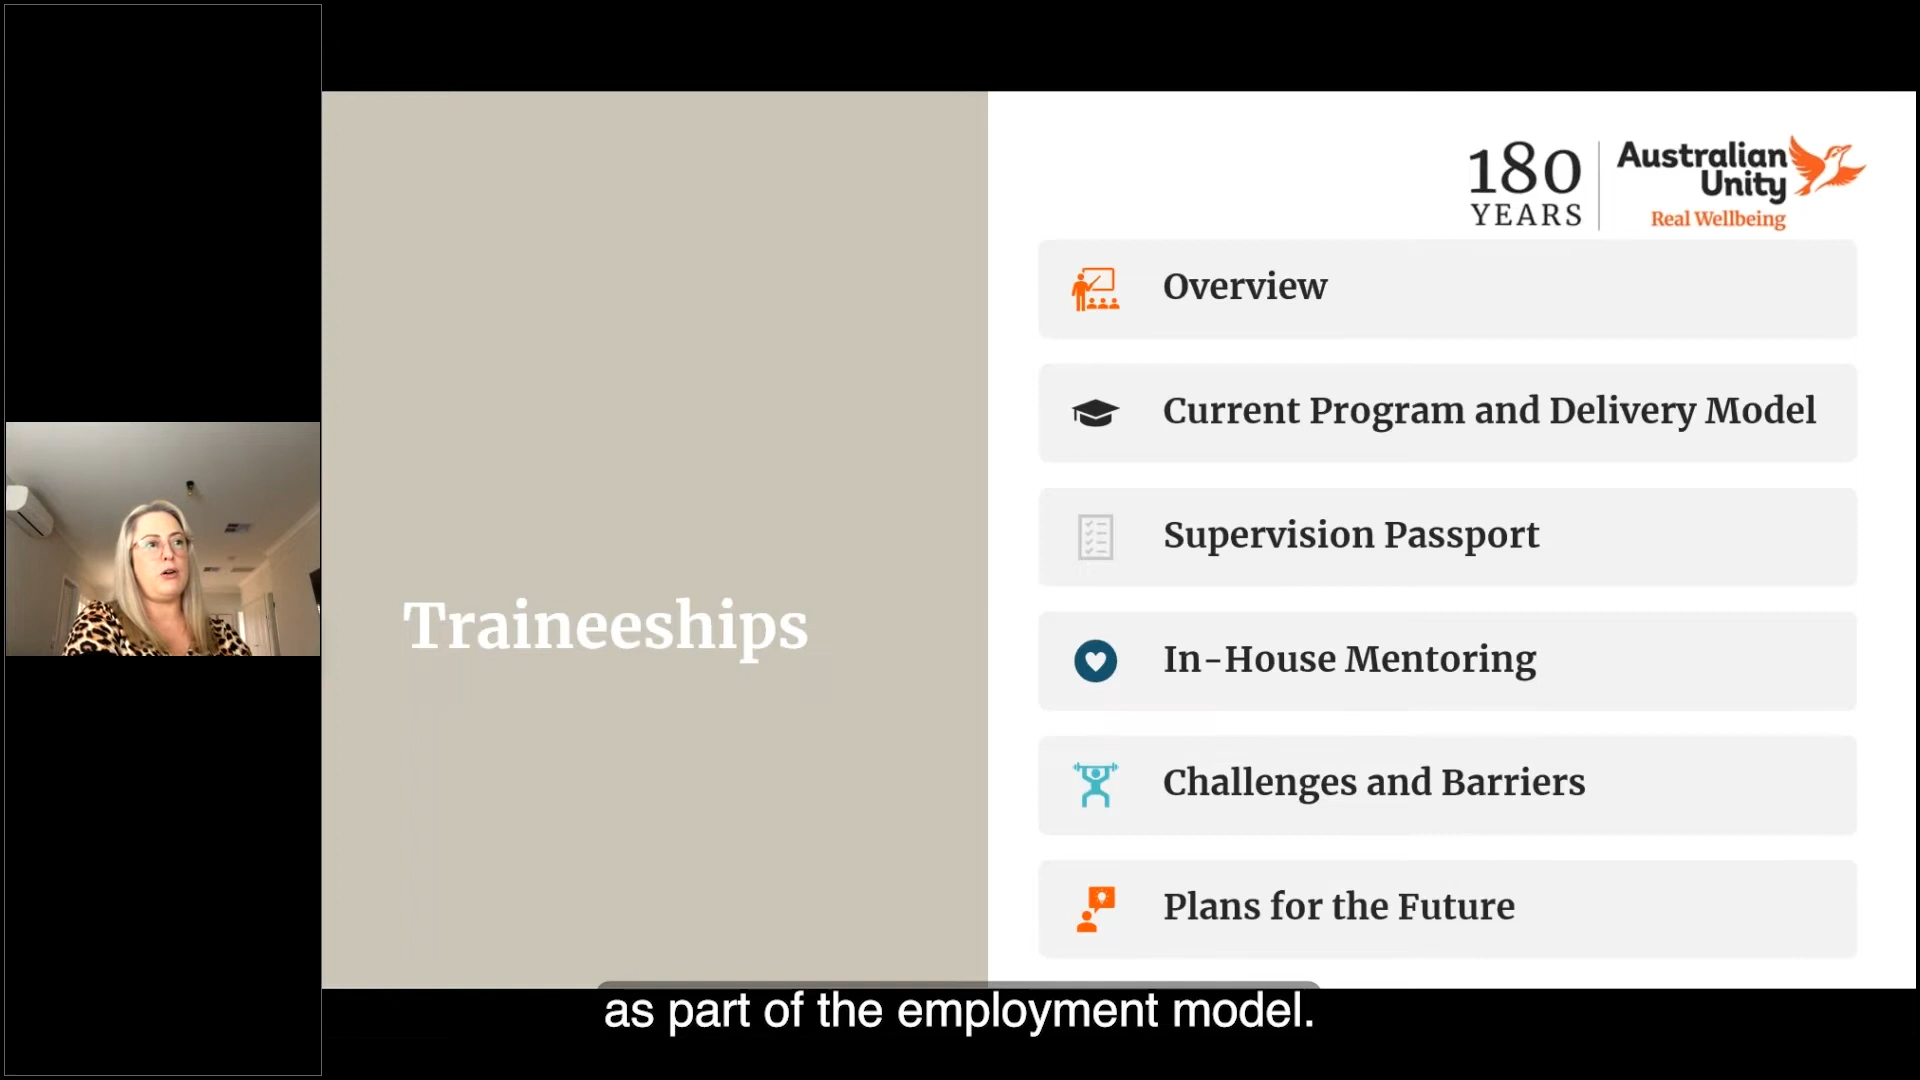 180
YEARS
Australian
Unity
Real Wellbeing
Traineeships
Overview
Current Program and Delivery Model
Supervision Passport
In-House Mentoring
Challenges and Barriers
Plans for the Future
as part of the employment model.